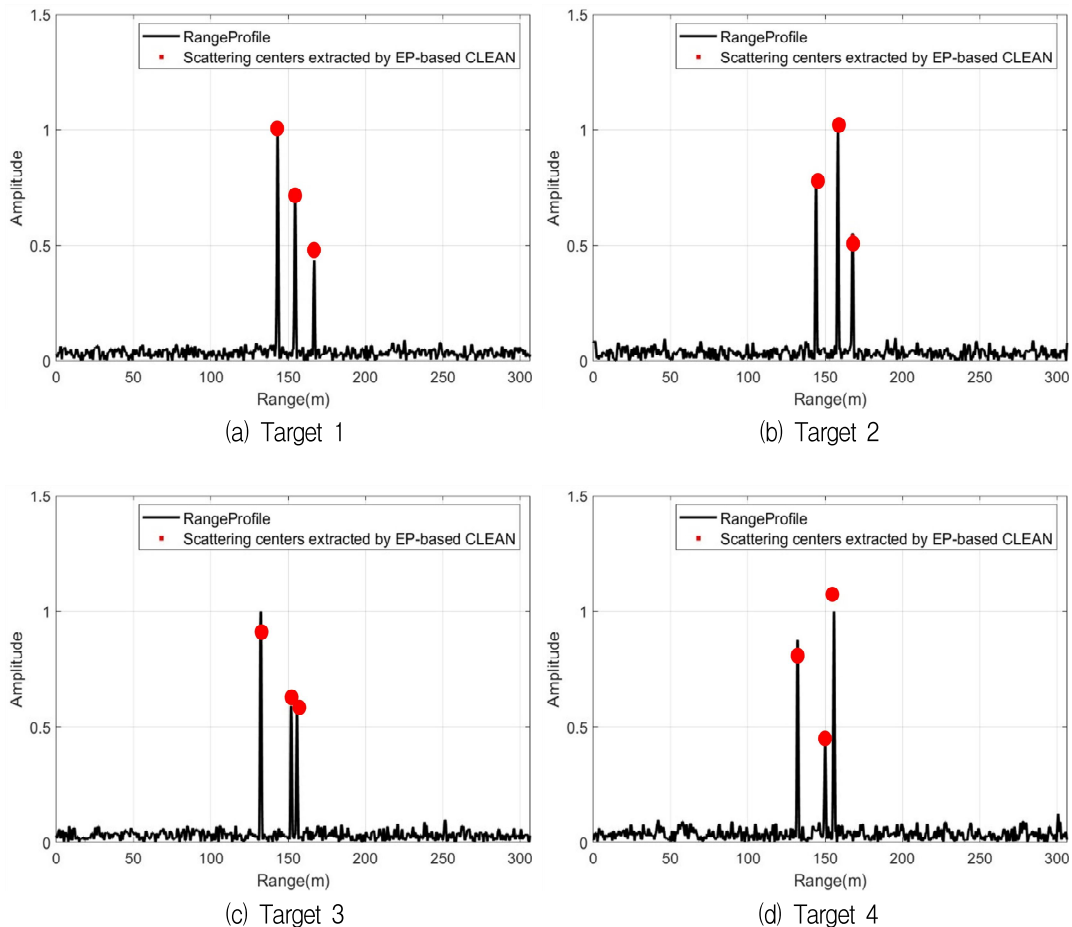 1.5
RangeProfile
Scattering centers extracted by EP-based CLEAN
1
0.5
0
Amplitude
0 50 100 150 200 250 300
Range(m)
(a) Target 1
1.5
RangeProfile
Scattering centers extracted by EP-based CLEAN
1
0.5
0
Amplitude
0 50 100 150 200 250 300
Range(m)
(b) Target 2
1.5
RangeProfile
Scattering centers extracted by EP-based CLEAN
1
0.5
0
Amplitude
0 50 100 150 200 250 300
Range(m)
(c) Target 3
1.5
RangeProfile
Scattering centers extracted by EP-based CLEAN
1
0.5
0
Amplitude
0 50 100 150 200 250 300
Range(m)
(d) Target 4